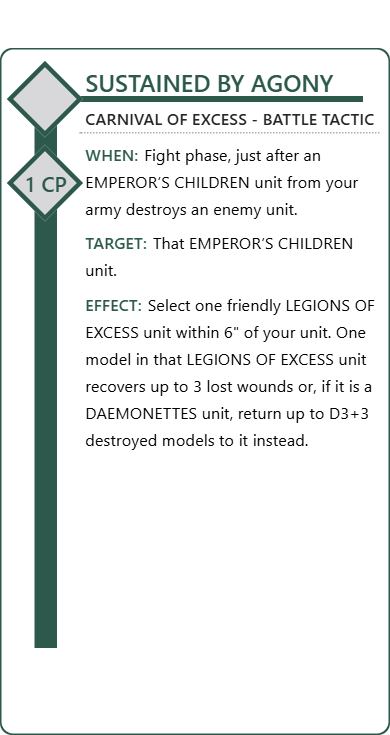 SUSTAINED BY AGONY
CARNIVAL OF EXCESS - BATTLE TACTIC
1 CP
WHEN: Fight phase, just after an
EMPEROR’S CHILDREN unit from your
army destroys an enemy unit.
TARGET: That EMPEROR’S CHILDREN
unit.
EFFECT: Select one friendly LEGIONS OF
EXCESS unit within 6" of your unit. One
model in that LEGIONS OF EXCESS unit
recovers up to 3 lost wounds or, if it is a
DAEMONETTES unit, return up to D3+3
destroyed models to it instead.